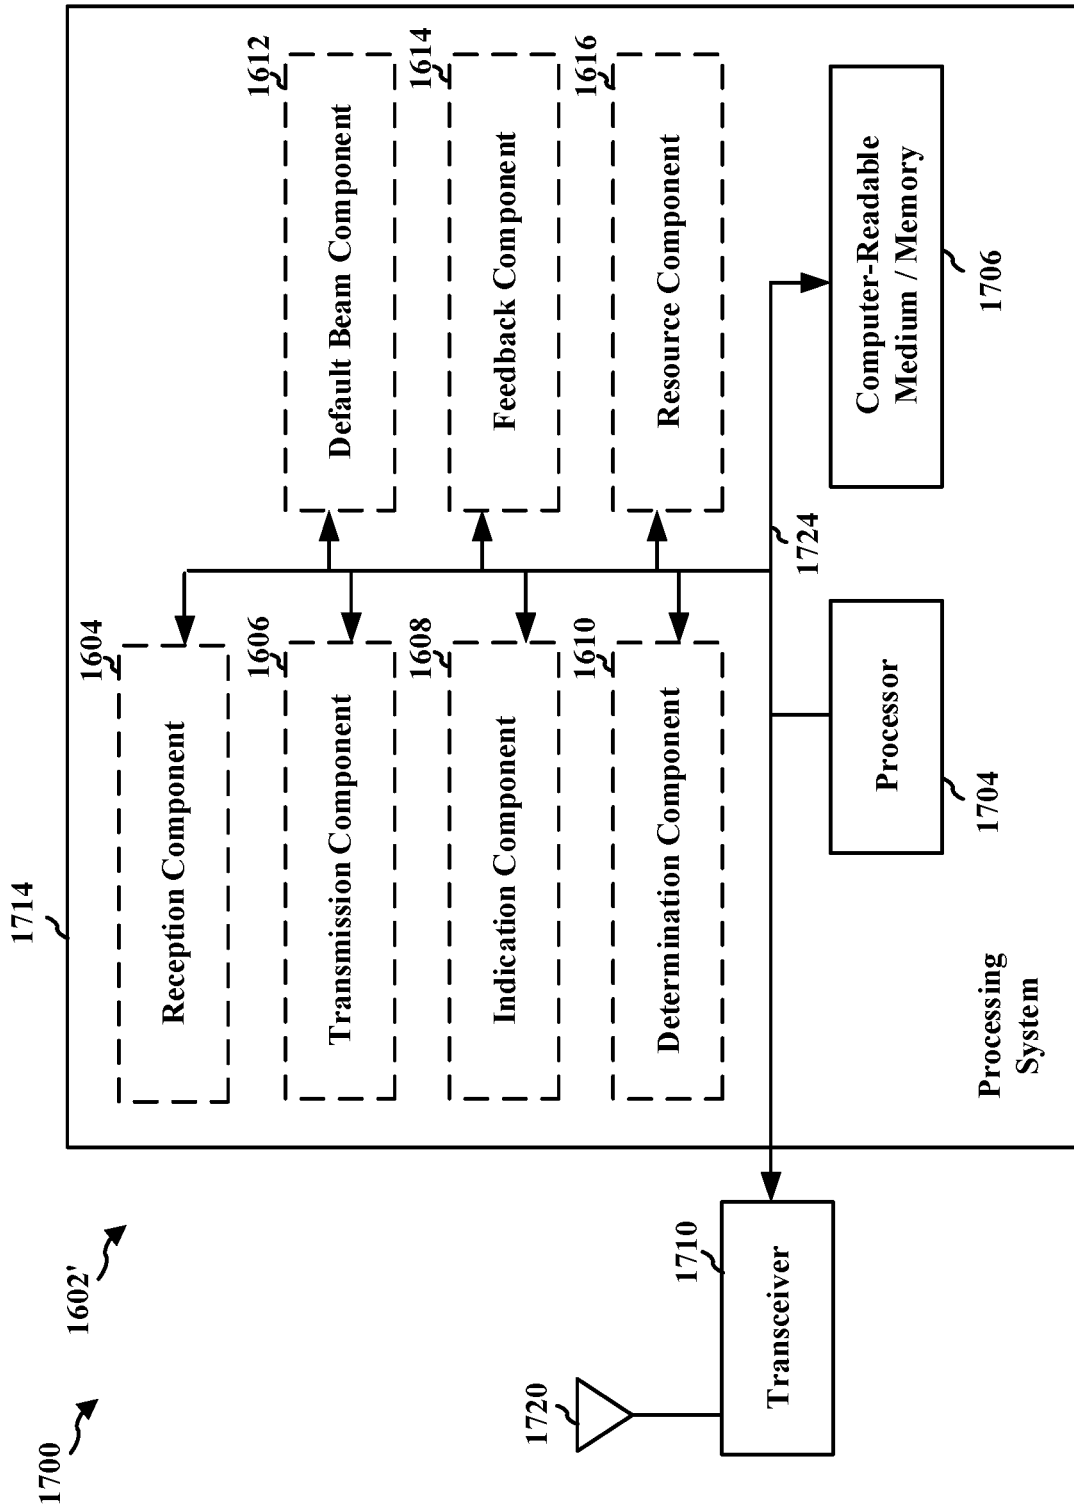 1700
1602'
1714
1604
Reception Component
1606
Transmission Component
1608
Indication Component
1610
Determination Component
1612
Default Beam Component
1614
Feedback Component
1616
Resource Component
1720
1710
Transceiver
1724
Processor
1704
Computer-Readable
Medium / Memory
1706
Processing
System